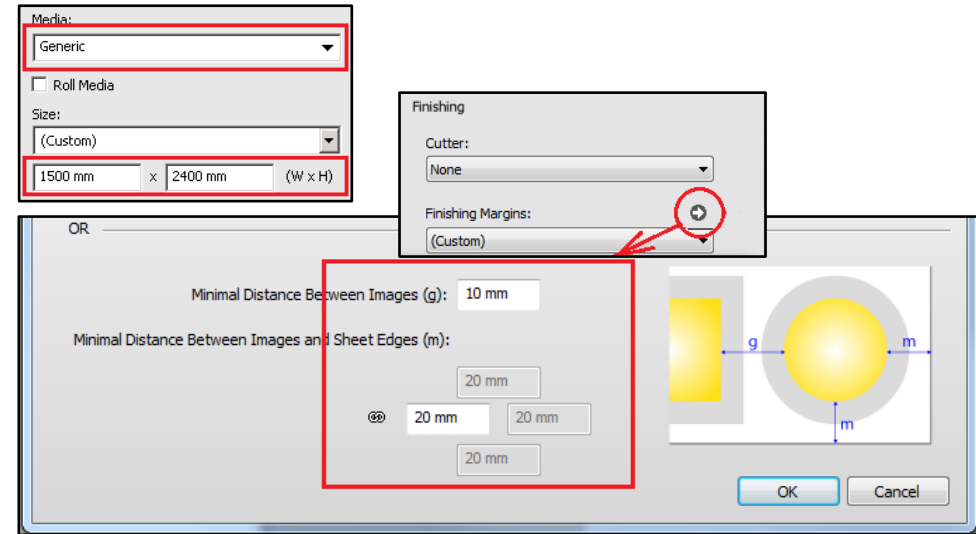 Media:
Generic
Roll Media
Size:
(Custom)
1500 mm x 2400 mm (W x H)
Finishing
Cutter:
None
Finishing Margins:
(Custom)
OR
Minimal Distance Between Images (g): 10 mm
Minimal Distance Between Images and Sheet Edges (m):
20 mm
20 mm 20 mm
20 mm
g m
m
OK Cancel